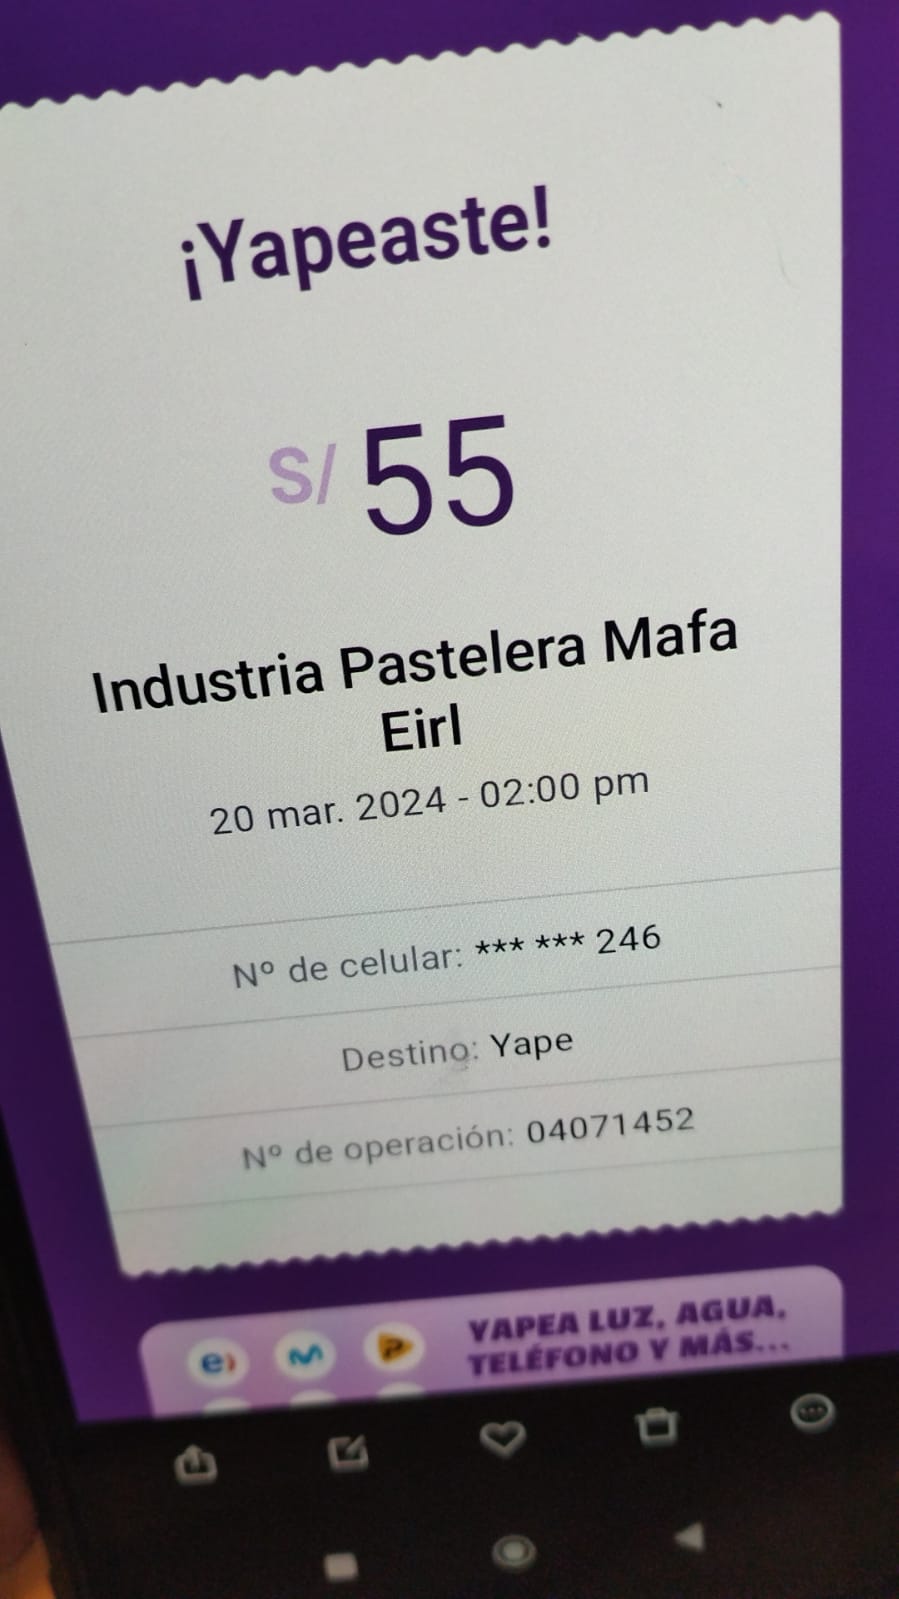 ¡Yapeaste!
S/ 55
Industria Pastelera Mafa
Eirl
20 mar. 2024 - 02:00 pm
Nº de celular: *** *** 246
Destino: Yape
Nº de operación: 04071452
YAPEA LUZ, AGUA,
TELÉFONO Y MÁS...